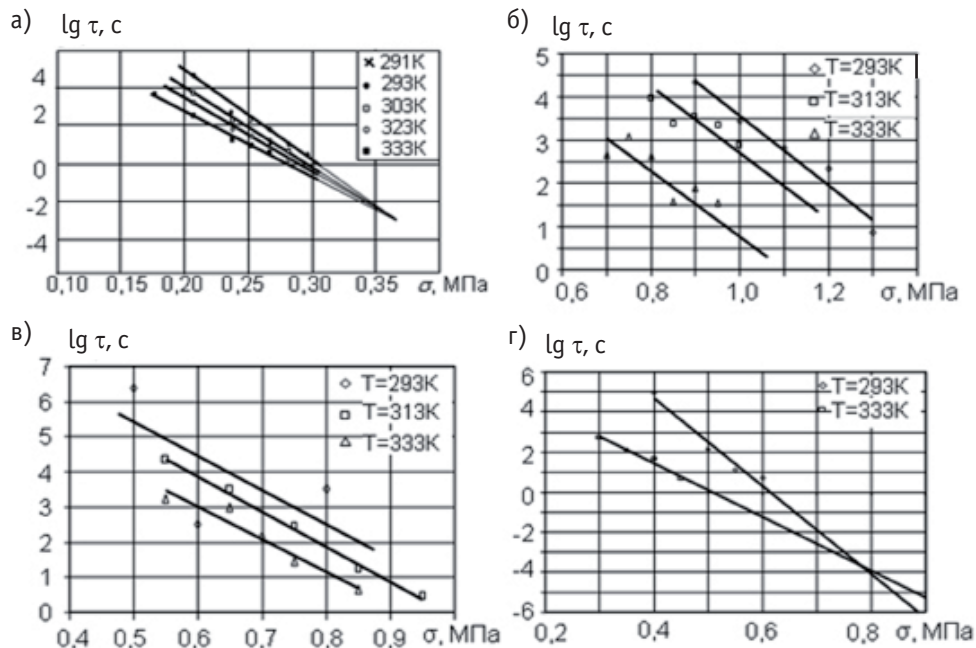 а) lg τ, с
4
2
0
-2
-4
0,10 0,15 0,20 0,25 0,30 0,35 σ, МПа
× 291K
293K
303K
323K
333K
б) lg τ, с
5
4
3
2
1
0
0,6 0,8 1,0 1,2 σ, МПа
T=293K
T=313K
T=333K
в) lg τ, с
7
6
5
4
3
2
1
0
0,4 0,5 0,6 0,7 0,8 0,9 σ, МПа
T=293K
T=313K
T=333K
г) lg τ, с
6
4
2
0
-2
-4
-6
0,2 0,4 0,6 0,8 σ, МПа
T=293K
T=333K